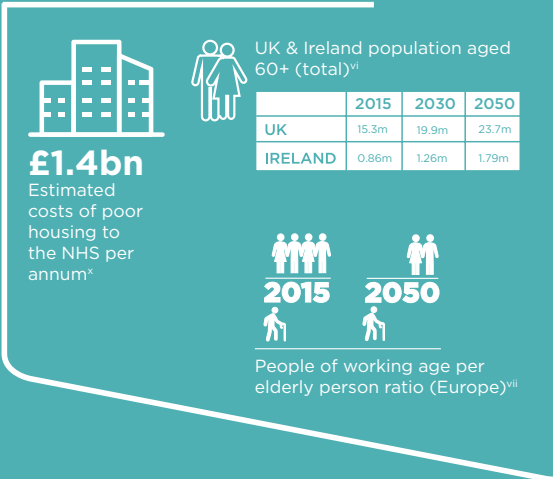 £1.4bn
Estimated
costs of poor
housing to
the NHS per
annumˣ
UK & Ireland population aged
60+ (total)ᵛⁱ
2015 2030 2050
UK 15.3m 19.9m 23.7m
IRELAND 0.86m 1.26m 1.79m
2015 2050
People of working age per
elderly person ratio (Europe)ᵛⁱⁱ